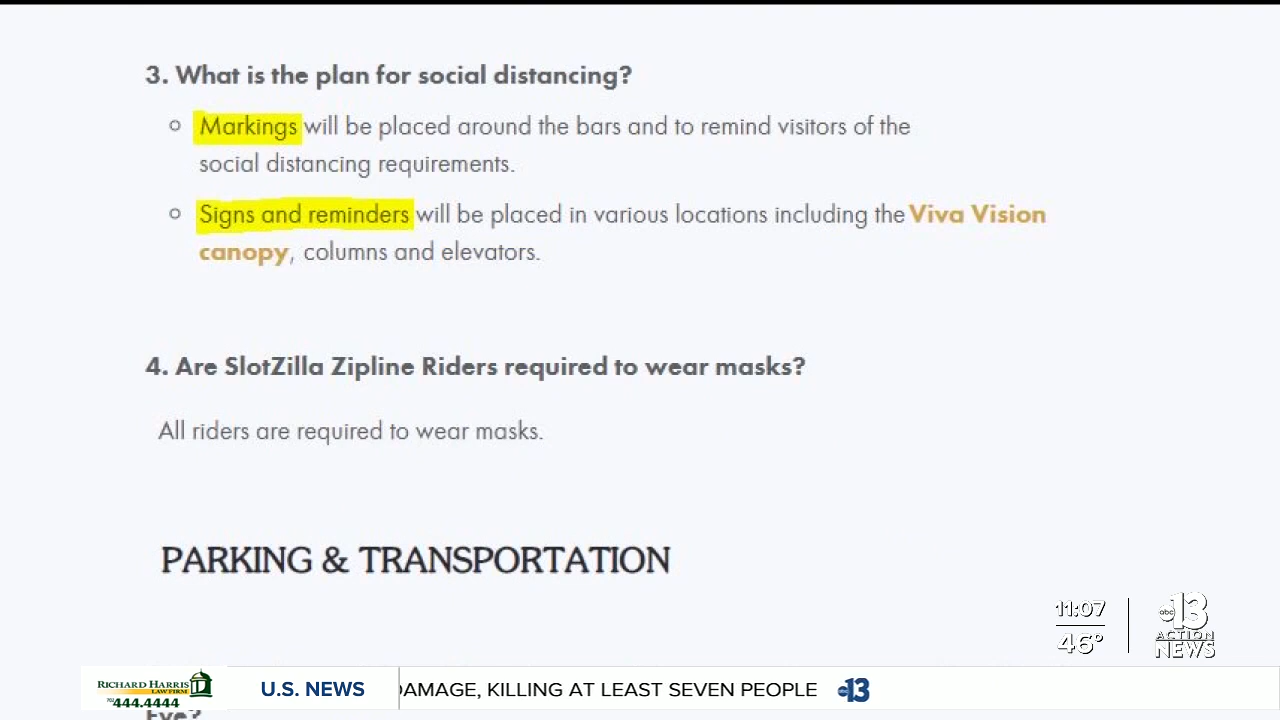 3. What is the plan for social distancing?
Markings will be placed around the bars and to remind visitors of the
social distancing requirements.
Signs and reminders will be placed in various locations including the Viva Vision
canopy, columns and elevators.
4. Are SlotZilla Zipline Riders required to wear masks?
All riders are required to wear masks.
PARKING & TRANSPORTATION
11:07
46°
abc 13
ACTION
NEWS
RICHARD HARRIS
LAW FIRM
702 444.4444
U.S. NEWS
DAMAGE, KILLING AT LEAST SEVEN PEOPLE
abc 13
Eve?